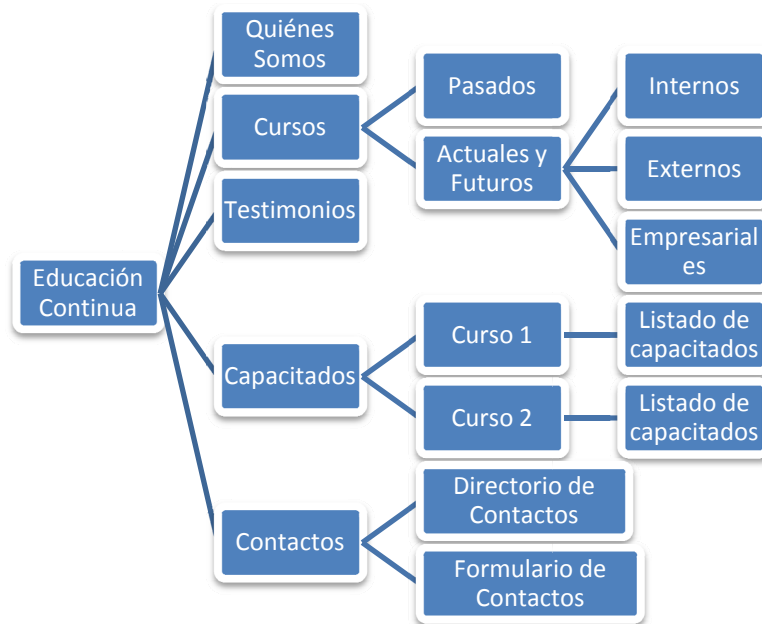 Quiénes
Somos
Cursos
Pasados
Internos
Actuales y
Futuros
Externos
Testimonios
Empresarial
es
Educación
Continua
Capacitados
Curso 1
Listado de
capacitados
Curso 2
Listado de
capacitados
Contactos
Directorio de
Contactos
Formulario de
Contactos